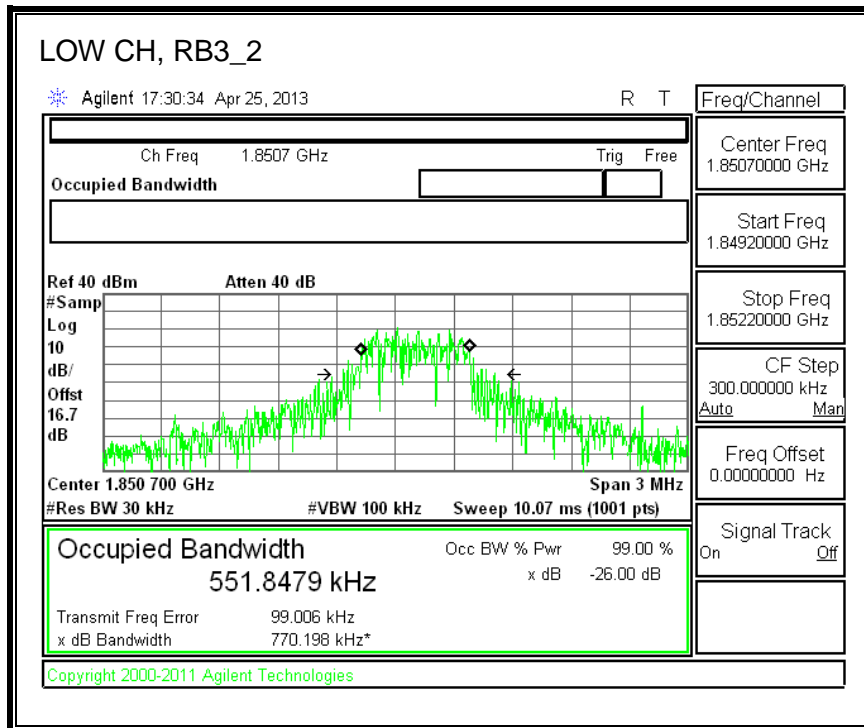 LOW CH, RB3_2
Agilent 17:30:34 Apr 25, 2013 R T
Freq/Channel
Ch Freq 1.8507 GHz Trig Free
Occupied Bandwidth
Center Freq
1.85070000 GHz
Start Freq
1.84920000 GHz
Stop Freq
1.85220000 GHz
CF Step
300.000000 kHz
Auto Man
Freq Offset
0.00000000 Hz
Signal Track
On Off
Ref 40 dBm Atten 40 dB
#Samp
Log
10
dB/
Offst
16.7
dB
Center 1.850 700 GHz Span 3 MHz
#Res BW 30 kHz #VBW 100 kHz Sweep 10.07 ms (1001 pts)
Occupied Bandwidth Occ BW % Pwr 99.00 %
551.8479 kHz x dB -26.00 dB
Transmit Freq Error 99.006 kHz
x dB Bandwidth 770.198 kHz*
Copyright 2000-2011 Agilent Technologies